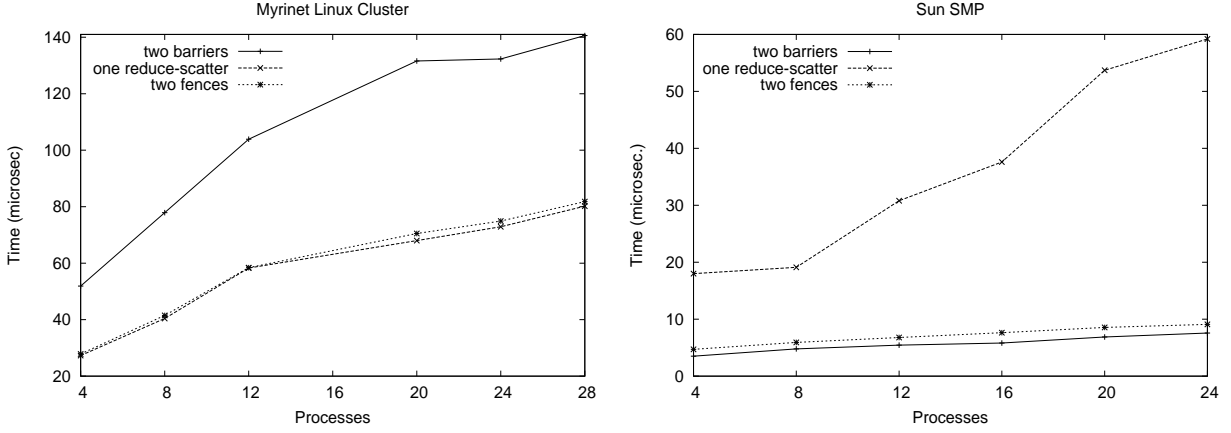 Myrinet Linux Cluster
140
120
100
80
60
40
20
4
8
12
16
20
24
28
Time (microsec)
Processes
two barriers
one reduce-scatter
two fences
Sun SMP
60
50
40
30
20
10
0
4
8
12
16
20
24
Time (microsec.)
Processes
two barriers
one reduce-scatter
two fences